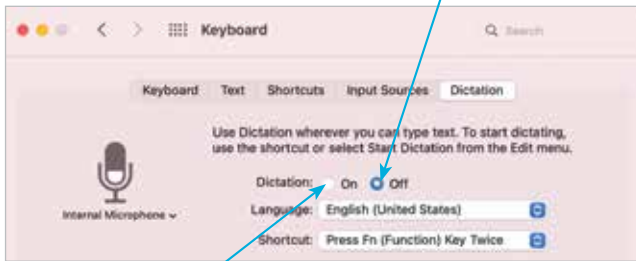 Keyboard
Search
Keyboard Text Shortcuts Input Sources Dictation
Use Dictation wherever you can type text. To start dictating,
use the shortcut or select Start Dictation from the Edit menu.
Dictation: On Off
Internal Microphone
Language: English (United States)
Shortcut: Press Fn (Function) Key Twice